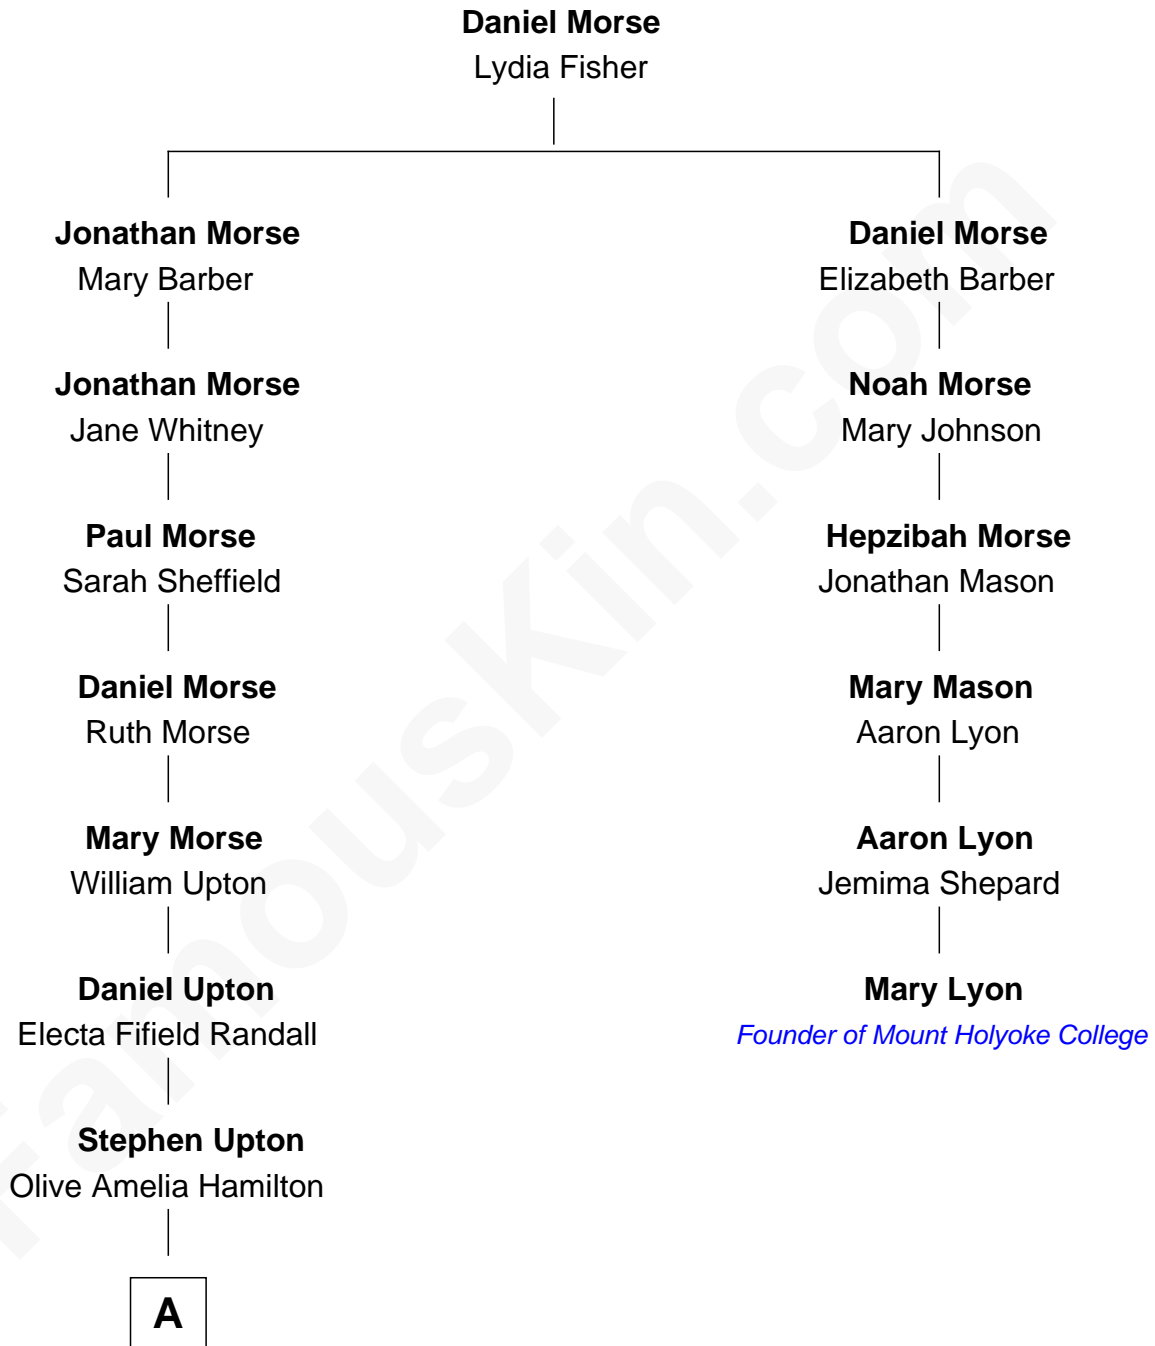 Daniel Morse
Lydia Fisher
Jonathan Morse
Mary Barber
Daniel Morse
Elizabeth Barber
Jonathan Morse
Jane Whitney
Noah Morse
Mary Johnson
Paul Morse
Sarah Sheffield
Hepzibah Morse
Jonathan Mason
Daniel Morse
Ruth Morse
Mary Mason
Aaron Lyon
Mary Morse
William Upton
Aaron Lyon
Jemima Shepard
Daniel Upton
Electa Fifield Randall
Mary Lyon
Founder of Mount Holyoke College
Stephen Upton
Olive Amelia Hamilton
A
FamousKin.com